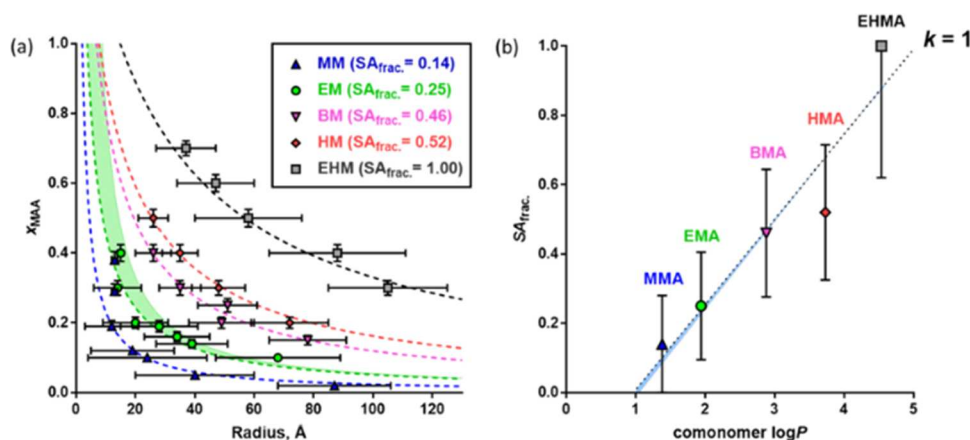 (a)
1.0
0.8
0.6
0.4
0.2
0.0
x_MAA
0 20 40 60 80 100 120
Radius, Å
MM (SA_frac. = 0.14)
EM (SA_frac. = 0.25)
BM (SA_frac. = 0.46)
HM (SA_frac. = 0.52)
EHM (SA_frac. = 1.00)
(b)
1.0
0.8
0.6
0.4
0.2
0.0
SA_frac.
0 1 2 3 4 5
comonomer logP
MMA
EMA
BMA
HMA
EHMA
k = 1